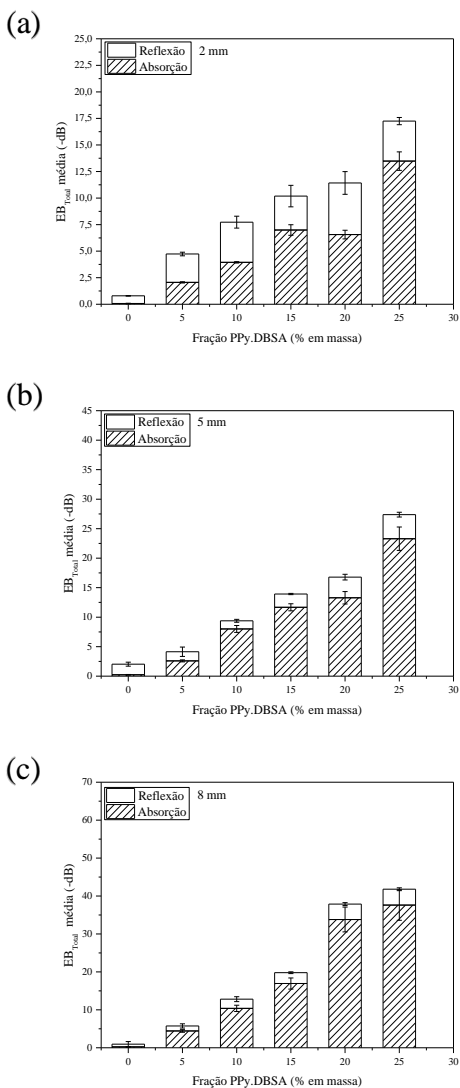 (a)
Reflexão 2 mm
Absorção
25,0
22,5
20,0
17,5
15,0
12,5
10,0
7,5
5,0
2,5
0,0
EB_Total média (-dB)
0 5 10 15 20 25 30
Fração PPy.DBSA (% em massa)
(b)
Reflexão 5 mm
Absorção
45
40
35
30
25
20
15
10
5
0
EB_Total média (-dB)
0 5 10 15 20 25 30
Fração PPy.DBSA (% em massa)
(c)
Reflexão 8 mm
Absorção
70
60
50
40
30
20
10
0
EB_Total média (-dB)
0 5 10 15 20 25 30
Fração PPy.DBSA (% em massa)